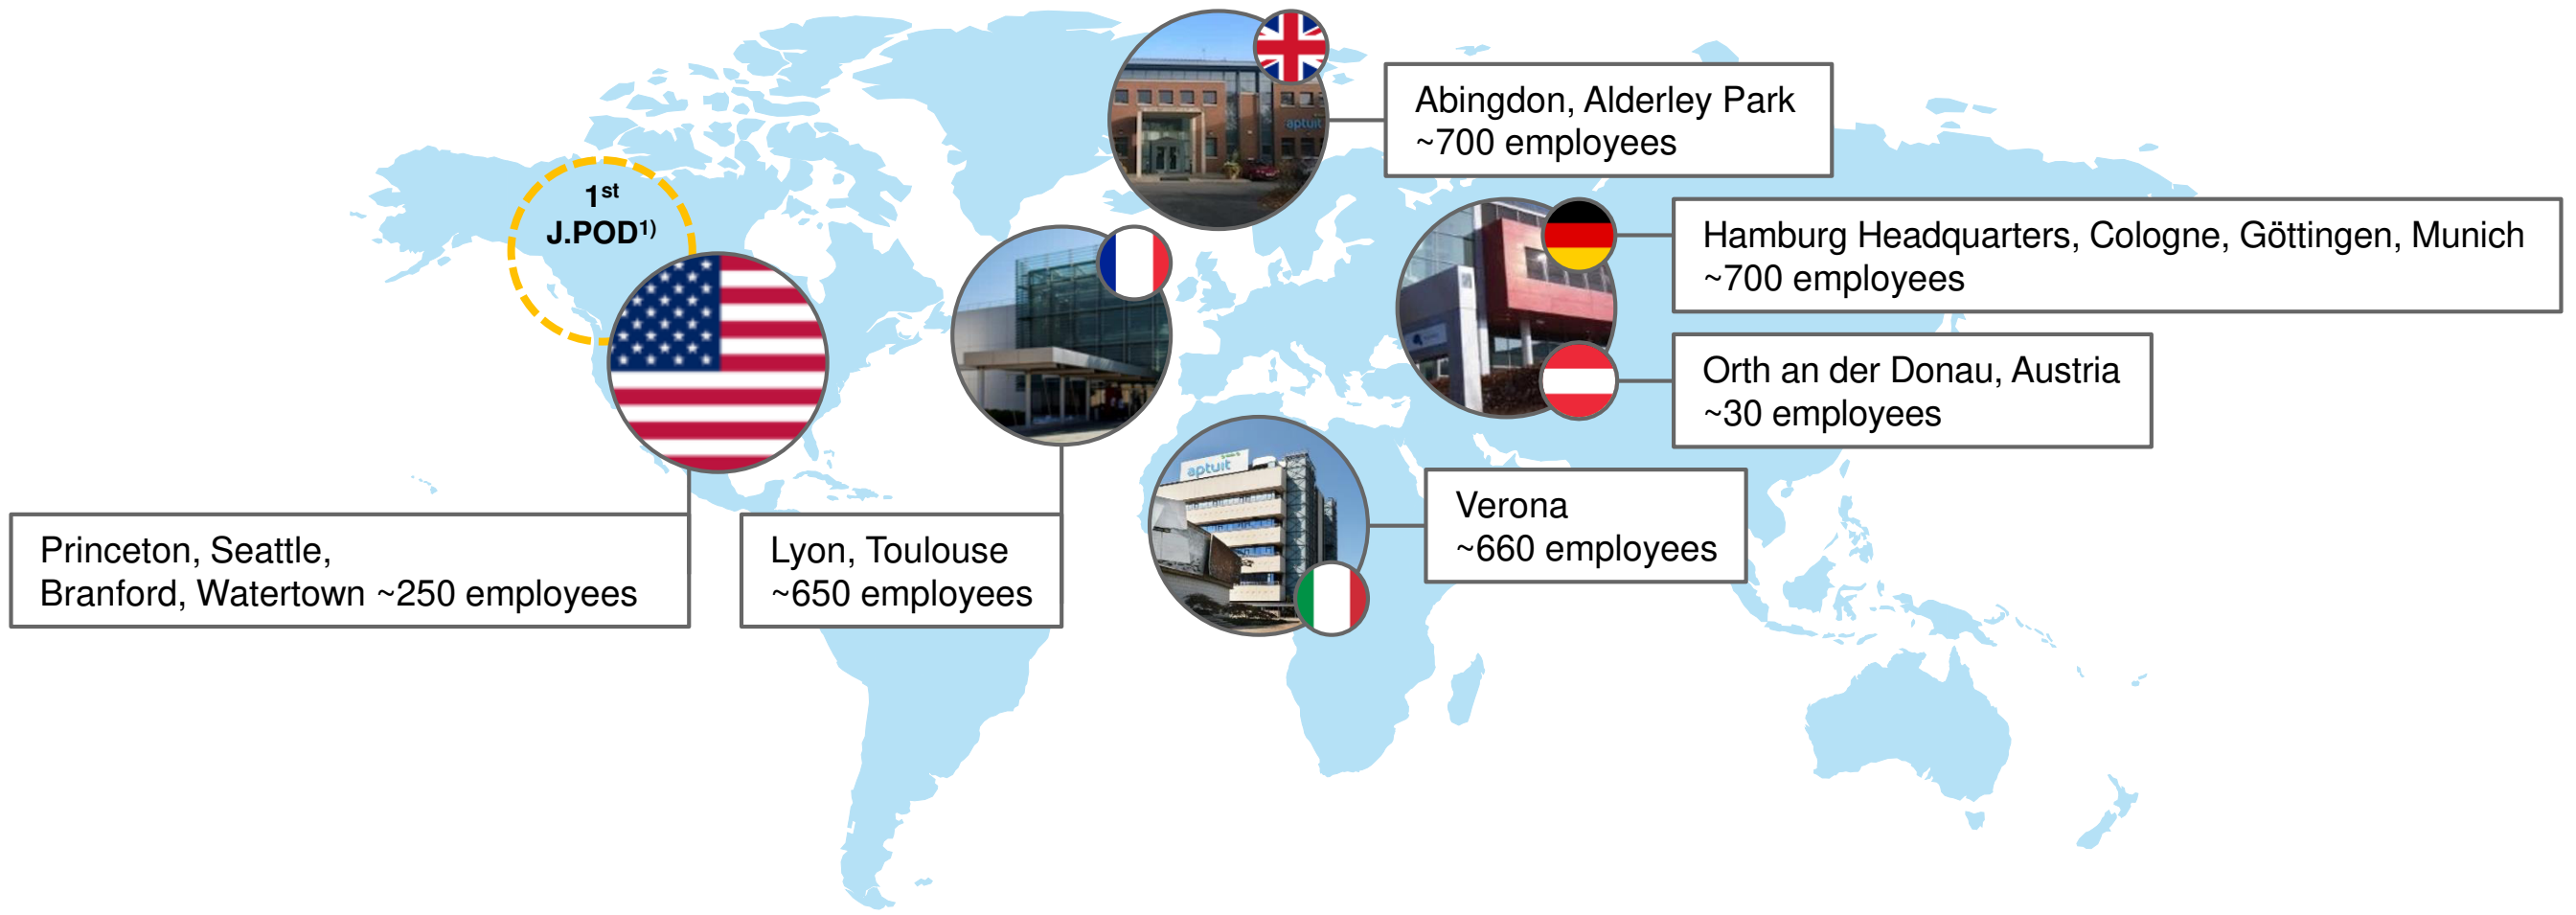 aptuit
Abingdon, Alderley Park
~700 employees
1st
J.POD1)
Hamburg Headquarters, Cologne, Göttingen, Munich
~700 employees
Orth an der Donau, Austria
~30 employees
aptuit
Verona
~660 employees
Princeton, Seattle,
Branford, Watertown ~250 employees
Lyon, Toulouse
~650 employees